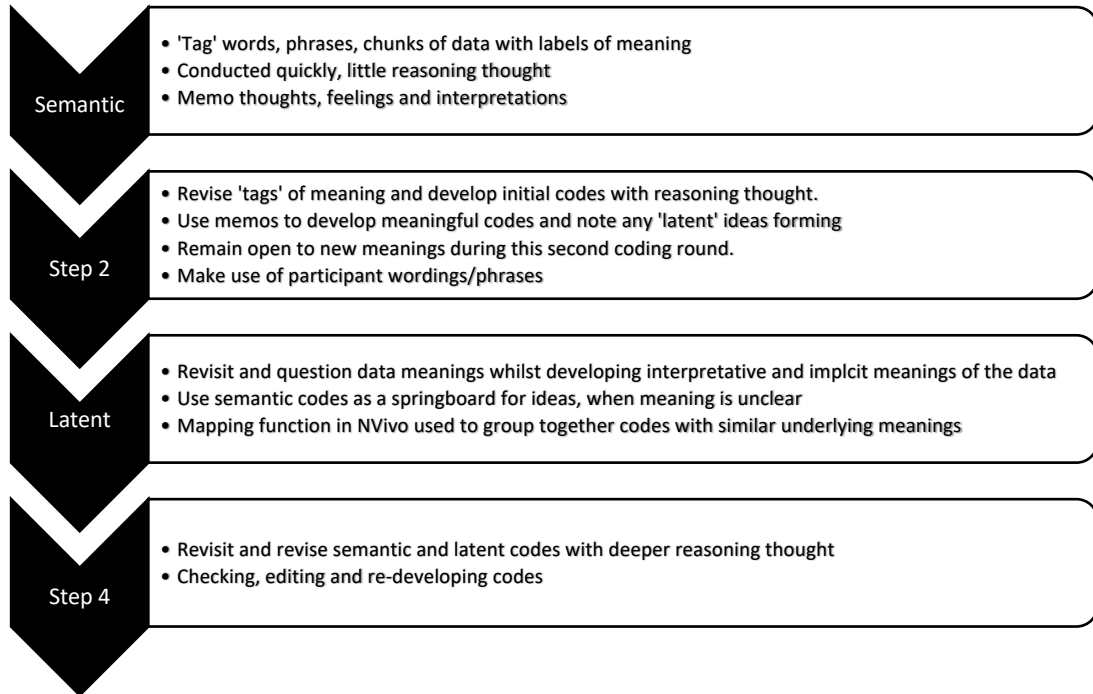 Semantic
• 'Tag' words, phrases, chunks of data with labels of meaning
• Conducted quickly, little reasoning thought
• Memo thoughts, feelings and interpretations
Step 2
• Revise 'tags' of meaning and develop initial codes with reasoning thought.
• Use memos to develop meaningful codes and note any 'latent' ideas forming
• Remain open to new meanings during this second coding round.
• Make use of participant wordings/phrases
Latent
• Revisit and question data meanings whilst developing interpretative and implcit meanings of the data
• Use semantic codes as a springboard for ideas, when meaning is unclear
• Mapping function in NVivo used to group together codes with similar underlying meanings
Step 4
• Revisit and revise semantic and latent codes with deeper reasoning thought
• Checking, editing and re-developing codes